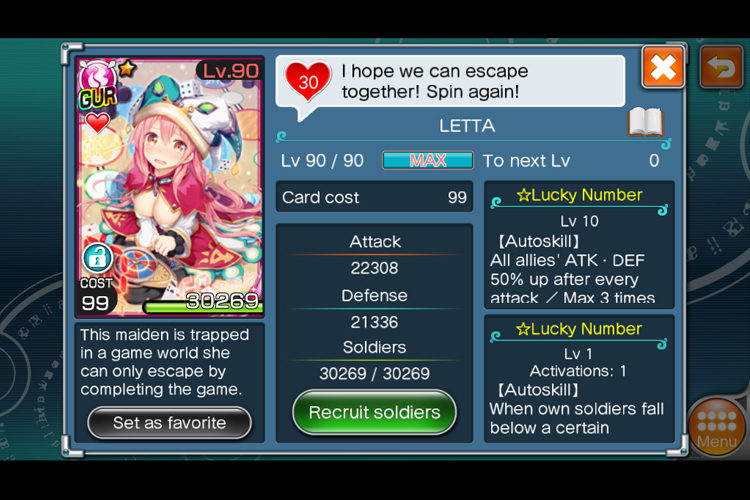 GUR
Lv.90
COST
99
30269
This maiden is trapped
in a game world she
can only escape by
completing the game.
Set as favorite
30
I hope we can escape
together! Spin again!
LETTA
Lv 90 / 90
MAX
To next Lv
0
Card cost
99
Attack
22308
Defense
21336
Soldiers
30269 / 30269
Recruit soldiers
☆Lucky Number
Lv 10
【Autoskill】
All allies' ATK・DEF
50% up after every
attack ／ Max 3 times
☆Lucky Number
Lv 1
Activations: 1
【Autoskill】
When own soldiers fall
below a certain
Menu